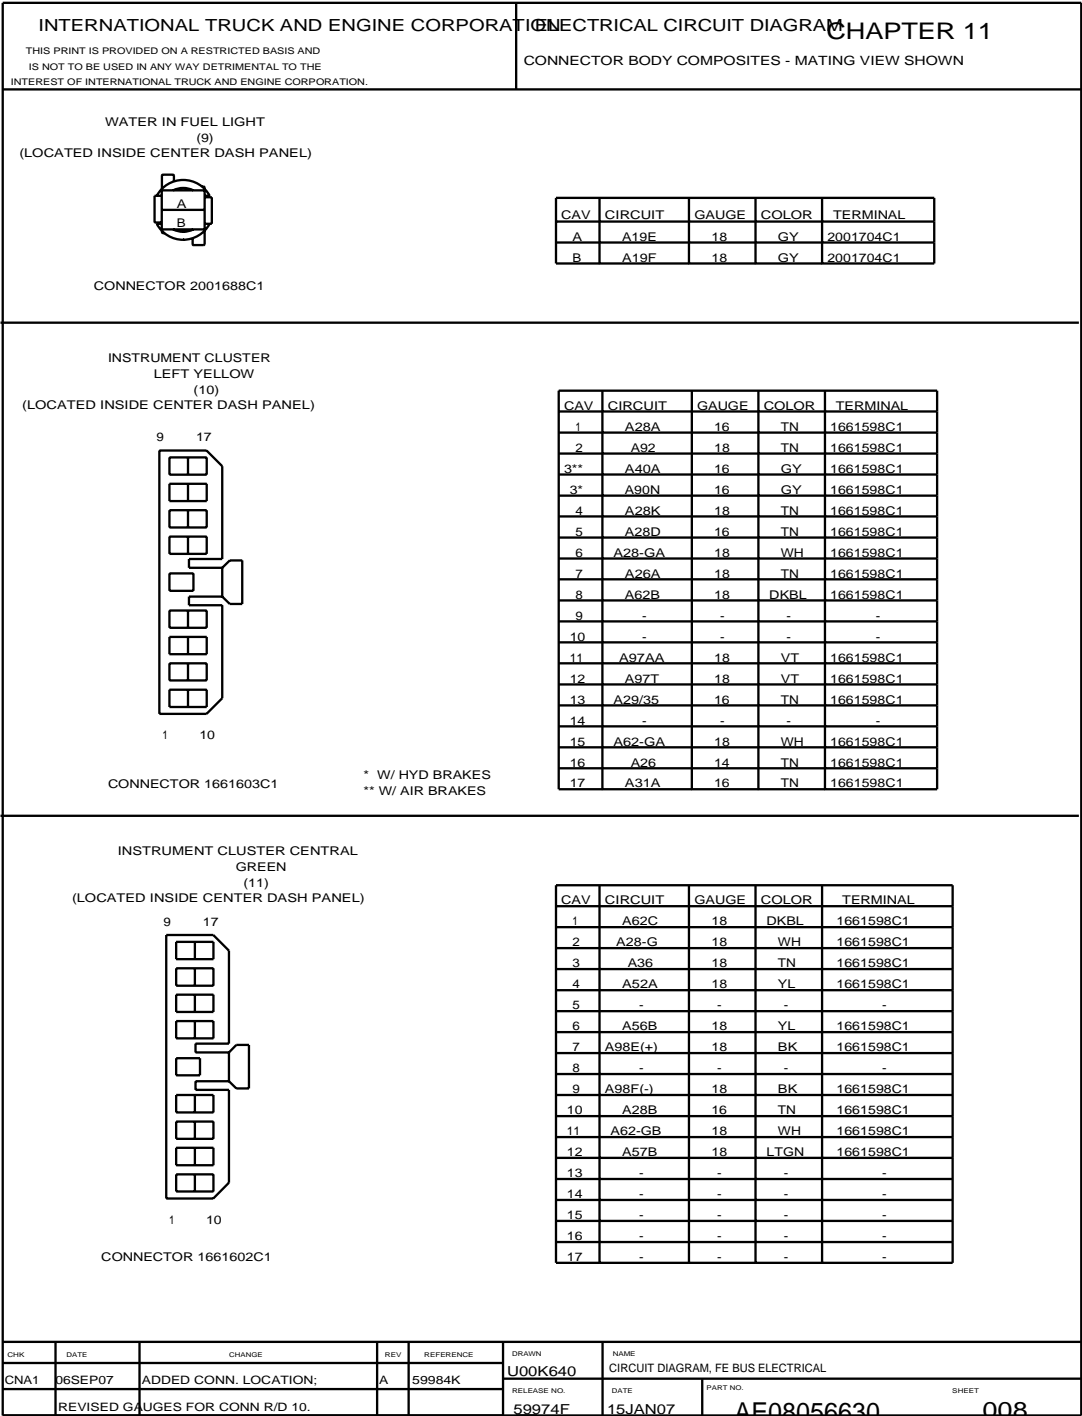 INTERNATIONAL TRUCK AND ENGINE CORPORATION
THIS PRINT IS PROVIDED ON A RESTRICTED BASIS AND
IS NOT TO BE USED IN ANY WAY DETRIMENTAL TO THE
INTEREST OF INTERNATIONAL TRUCK AND ENGINE CORPORATION.
ELECTRICAL CIRCUIT DIAGRAM
CHAPTER 11
CONNECTOR BODY COMPOSITES - MATING VIEW SHOWN
WATER IN FUEL LIGHT
(9)
(LOCATED INSIDE CENTER DASH PANEL)
A
B
CONNECTOR 2001688C1
CAV CIRCUIT GAUGE COLOR TERMINAL
A A19E 18 GY 2001704C1
B A19F 18 GY 2001704C1
INSTRUMENT CLUSTER
LEFT YELLOW
(10)
(LOCATED INSIDE CENTER DASH PANEL)
9 17
1 10
CONNECTOR 1661603C1
* W/ HYD BRAKES
** W/ AIR BRAKES
CAV CIRCUIT GAUGE COLOR TERMINAL
1 A28A 16 TN 1661598C1
2 A92 18 TN 1661598C1
3** A40A 16 GY 1661598C1
3* A90N 16 GY 1661598C1
4 A28K 18 TN 1661598C1
5 A28D 16 TN 1661598C1
6 A28-GA 18 WH 1661598C1
7 A26A 18 TN 1661598C1
8 A62B 18 DKBL 1661598C1
9 - - - -
10 - - - -
11 A97AA 18 VT 1661598C1
12 A97T 18 VT 1661598C1
13 A29/35 16 TN 1661598C1
14 - - - -
15 A62-GA 18 WH 1661598C1
16 A26 14 TN 1661598C1
17 A31A 16 TN 1661598C1
INSTRUMENT CLUSTER CENTRAL
GREEN
(11)
(LOCATED INSIDE CENTER DASH PANEL)
9 17
1 10
CONNECTOR 1661602C1
CAV CIRCUIT GAUGE COLOR TERMINAL
1 A62C 18 DKBL 1661598C1
2 A28-G 18 WH 1661598C1
3 A36 18 TN 1661598C1
4 A52A 18 YL 1661598C1
5 - - - -
6 A56B 18 YL 1661598C1
7 A98E(+) 18 BK 1661598C1
8 - - - -
9 A98F(-) 18 BK 1661598C1
10 A28B 16 TN 1661598C1
11 A62-GB 18 WH 1661598C1
12 A57B 18 LTGN 1661598C1
13 - - - -
14 - - - -
15 - - - -
16 - - - -
17 - - - -
CHK DATE CHANGE REV REFERENCE
CNA1 06SEP07 ADDED CONN. LOCATION; A 59984K
REVISED GAUGES FOR CONN R/D 10.
DRAWN
U00K640
NAME
CIRCUIT DIAGRAM, FE BUS ELECTRICAL
RELEASE NO.
59974F
DATE
15JAN07
PART NO.
AE08056630
SHEET
008